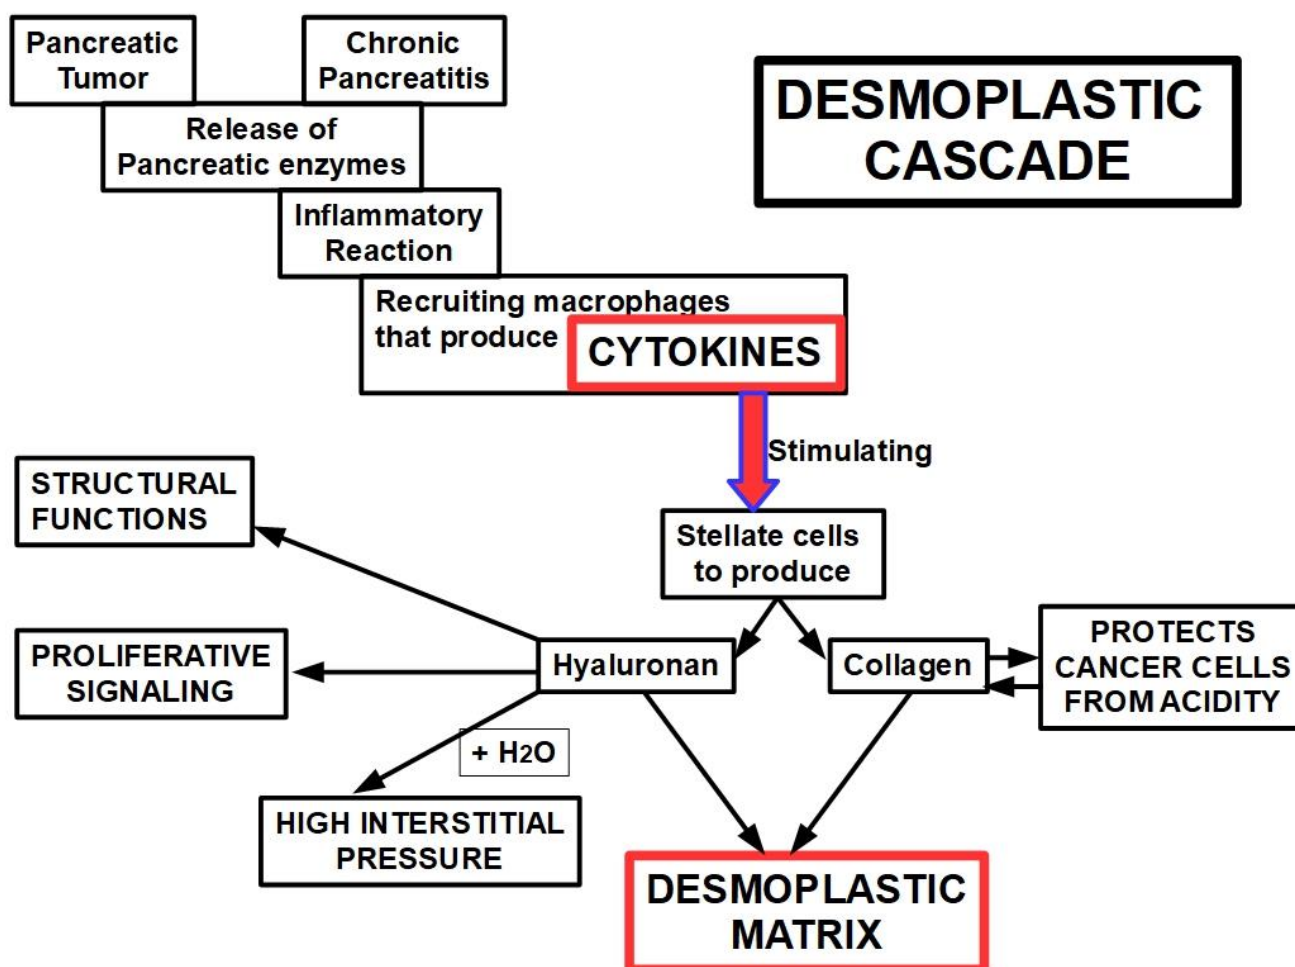 Pancreatic
Tumor
Chronic
Pancreatitis
DESMOPLASTIC
CASCADE
Release of
Pancreatic enzymes
Inflammatory
Reaction
Recruiting macrophages
that produce
CYTOKINES
Stimulating
STRUCTURAL
FUNCTIONS
Stellate cells
to produce
PROLIFERATIVE
SIGNALING
Hyaluronan
Collagen
PROTECTS
CANCER CELLS
FROM ACIDITY
+ H2O
HIGH INTERSTITIAL
PRESSURE
DESMOPLASTIC
MATRIX